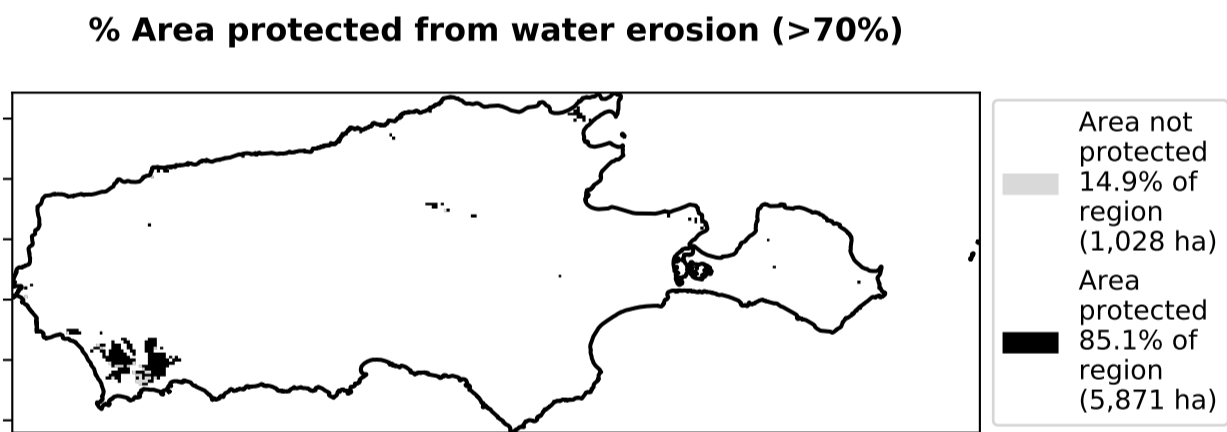 % Area protected from water erosion (>70%)
Area not
protected
14.9% of
region
(1,028 ha)
Area
protected
85.1% of
region
(5,871 ha)